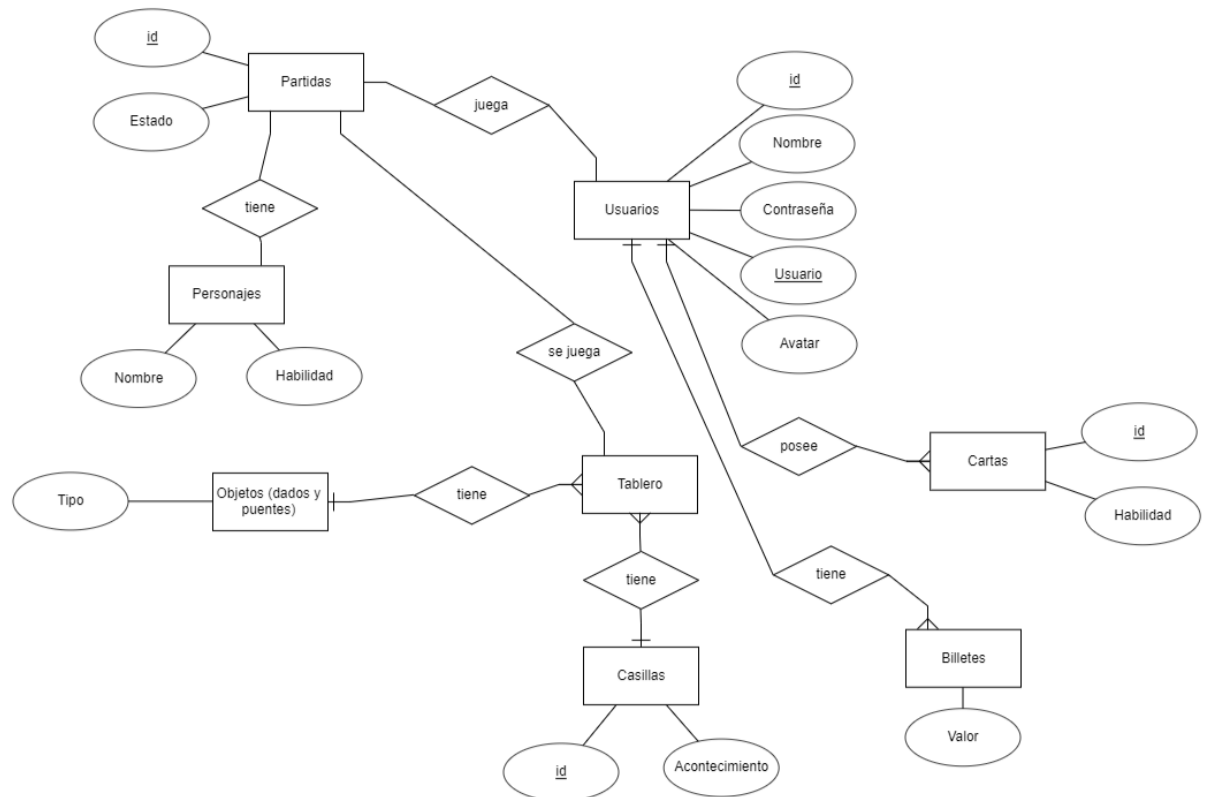 id
Partidas
Estado
juega
id
Nombre
Contraseña
Usuario
Avatar
Usuarios
tiene
Personajes
Nombre
Habilidad
se juega
posee
Cartas
id
Habilidad
Tipo
Objetos (dados y
puentes)
tiene
Tablero
tiene
tiene
Billetes
Valor
Casillas
id
Acontecimiento